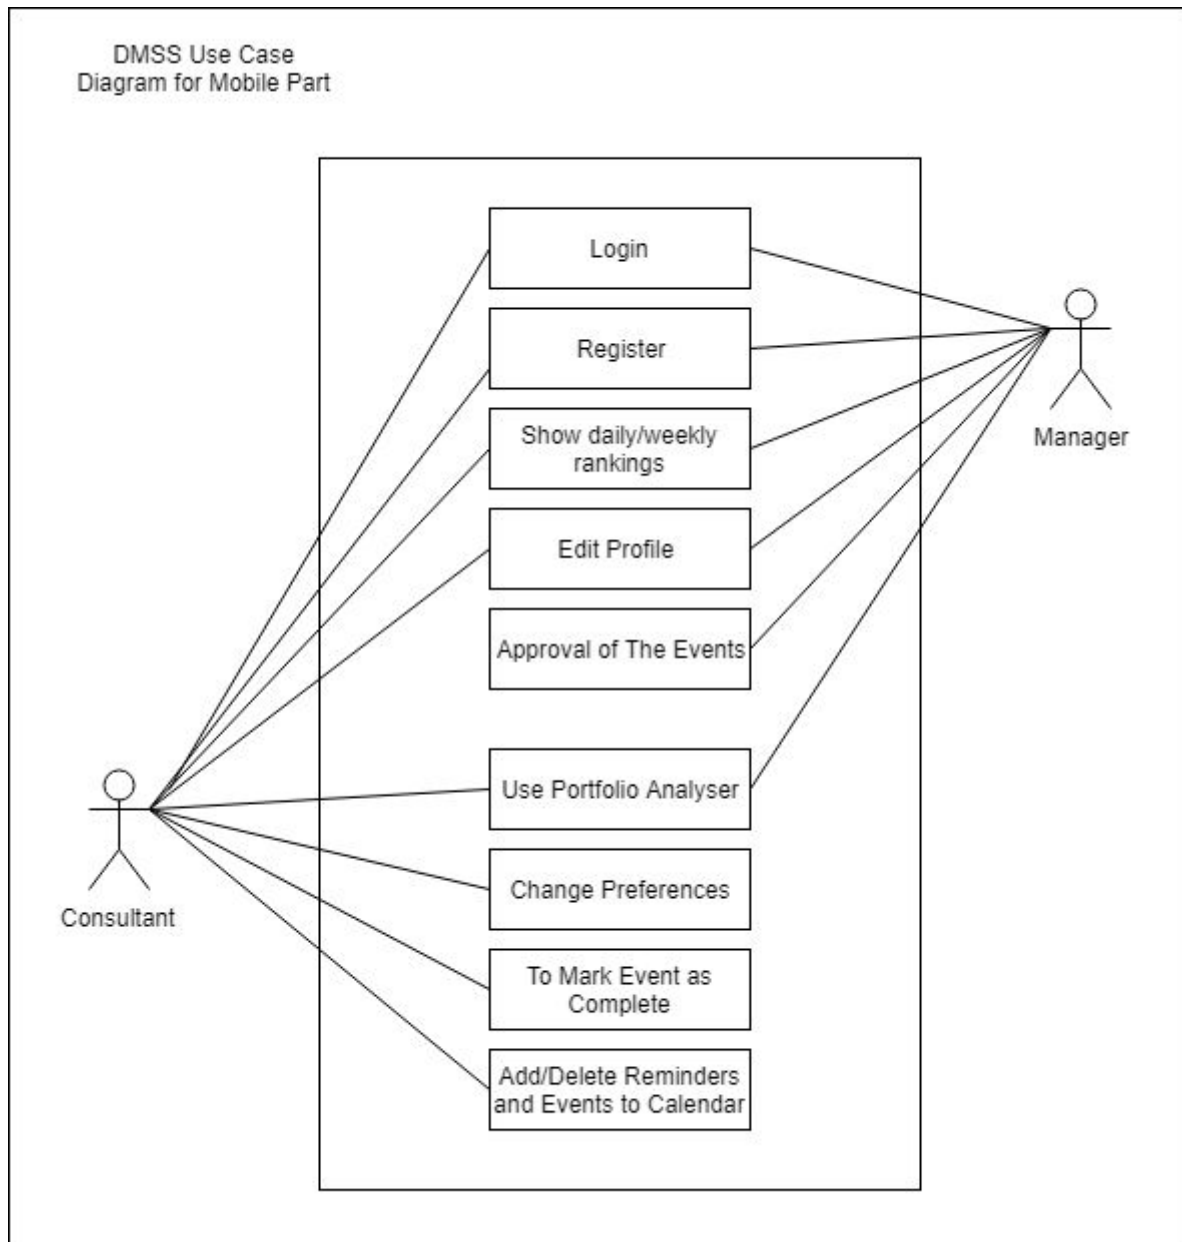 DMSS Use Case
Diagram for Mobile Part
Login
Register
Show daily/weekly
rankings
Edit Profile
Approval of The Events
Use Portfolio Analyser
Change Preferences
To Mark Event as
Complete
Add/Delete Reminders
and Events to Calendar
Manager
Consultant